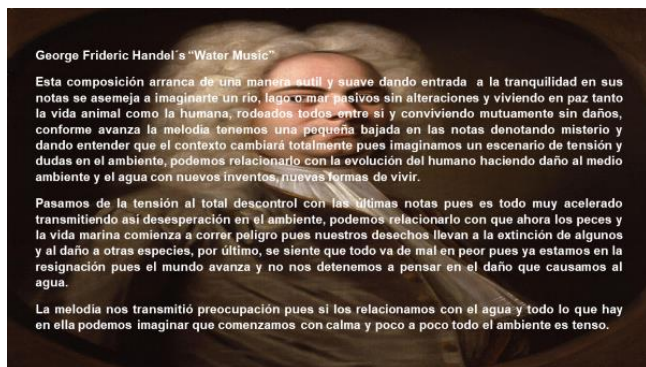 George Frideric Handel´s “Water Music”
Esta composición arranca de una manera sutil y suave dando entrada a la tranquilidad en sus
notas se asemeja a imaginarte un rio, lago o mar pasivos sin alteraciones y viviendo en paz tanto
la vida animal como la humana, rodeados todos entre si y conviviendo mutuamente sin daños,
conforme avanza la melodía tenemos una pequeña bajada en las notas denotando misterio y
dando entender que el contexto cambiará totalmente pues imaginamos un escenario de tensión y
dudas en el ambiente, podemos relacionarlo con la evolución del humano haciendo daño al medio
ambiente y el agua con nuevos inventos, nuevas formas de vivir.
Pasamos de la tensión al total descontrol con las últimas notas pues es todo muy acelerado
transmitiendo así desesperación en el ambiente, podemos relacionarlo con que ahora los peces y
la vida marina comienza a correr peligro pues nuestros desechos llevan a la extinción de algunos
y al daño a otras especies, por último, se siente que todo va de mal en peor pues ya estamos en la
resignación pues el mundo avanza y no nos detenemos a pensar en el daño que causamos al
agua.
La melodía nos transmitió preocupación pues si los relacionamos con el agua y todo lo que hay
en ella podemos imaginar que comenzamos con calma y poco a poco todo el ambiente es tenso.